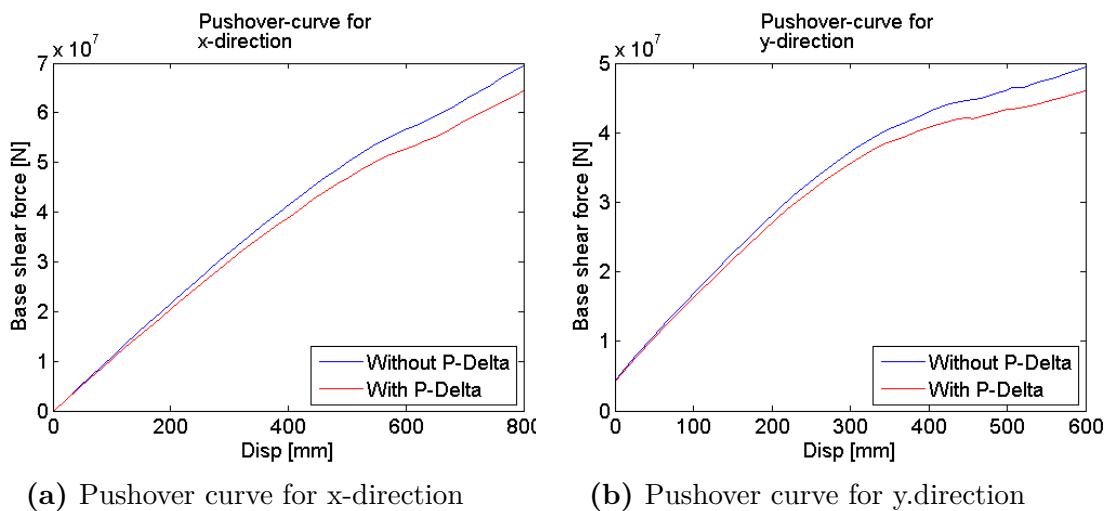 Pushover-curve for
x-direction
x 10^7
7
6
5
4
3
2
1
0
Base shear force [N]
0 200 400 600 800
Disp [mm]
Without P-Delta
With P-Delta
(a) Pushover curve for x-direction
Pushover-curve for
y-direction
x 10^7
5
4
3
2
1
0
Base shear force [N]
0 100 200 300 400 500 600
Disp [mm]
Without P-Delta
With P-Delta
(b) Pushover curve for y.direction